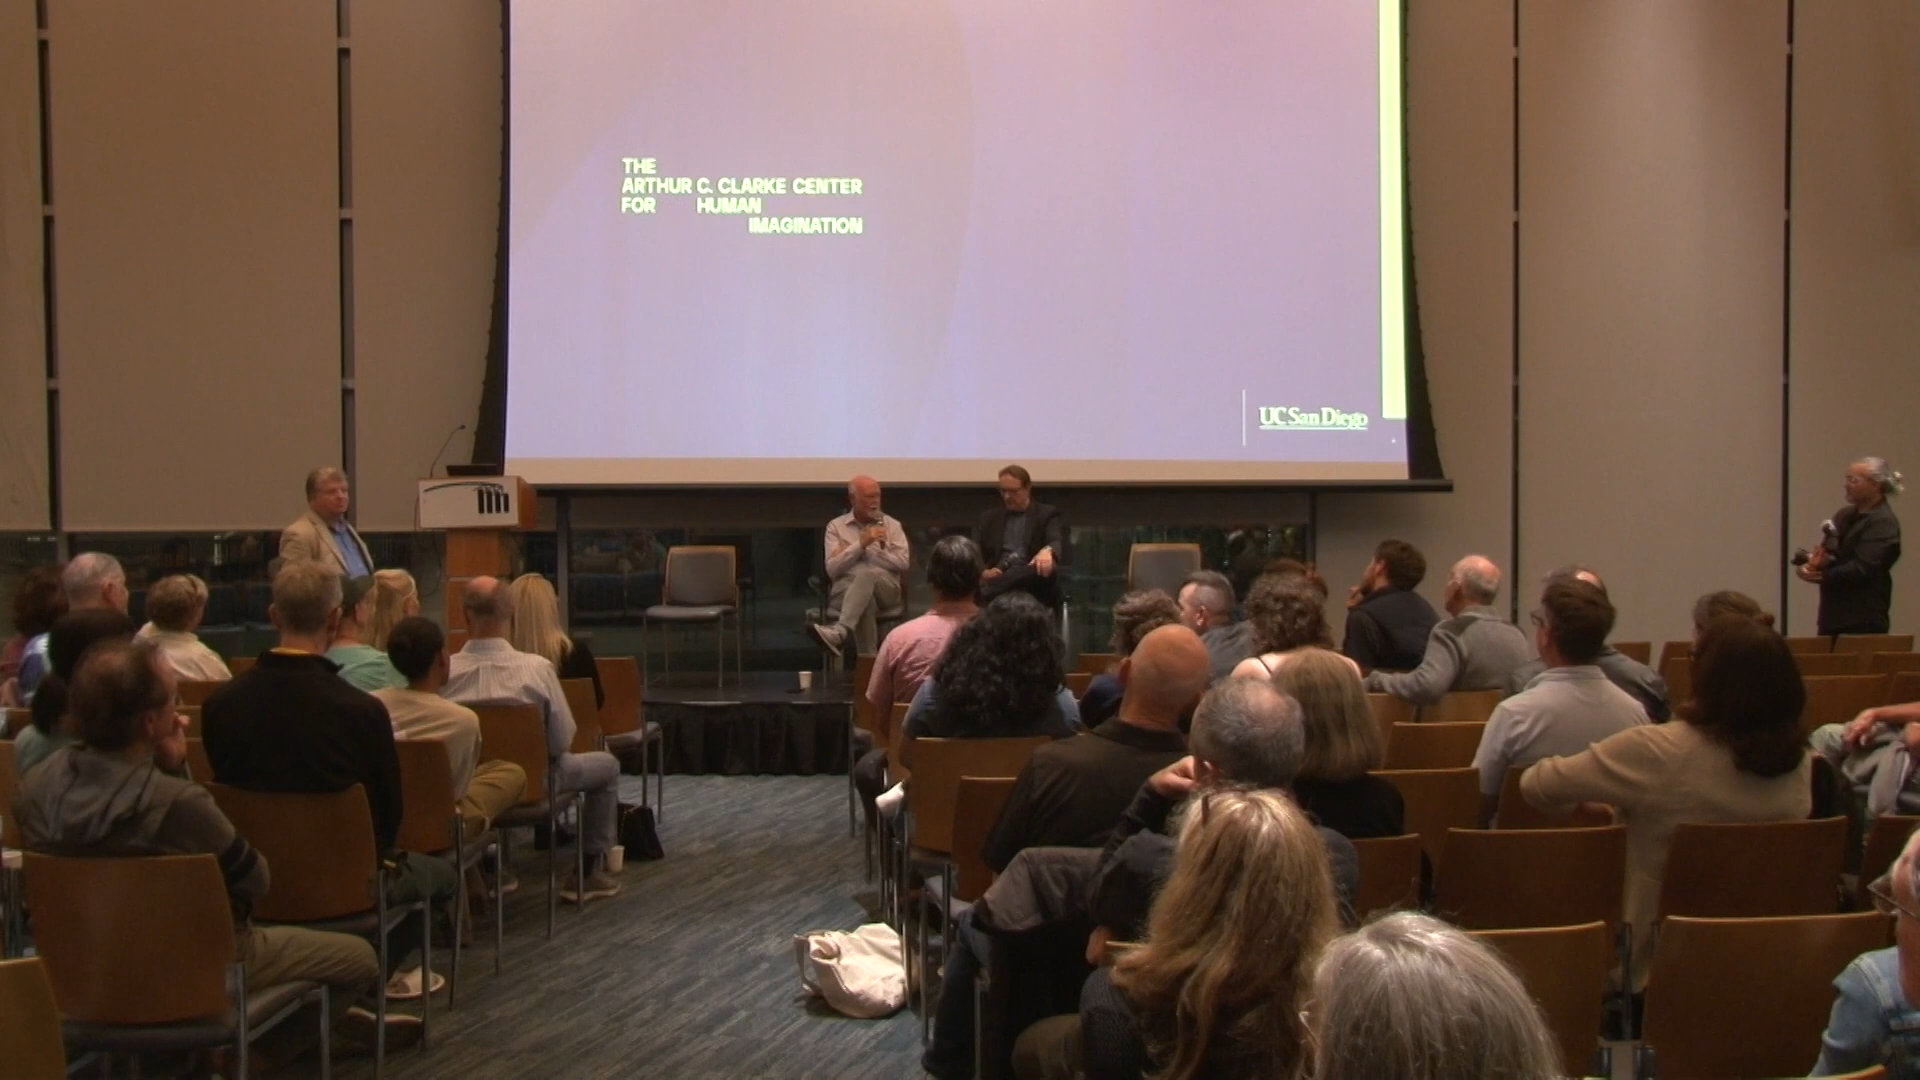 THE
ARTHUR C. CLARKE CENTER
FOR HUMAN
IMAGINATION
UC San Diego